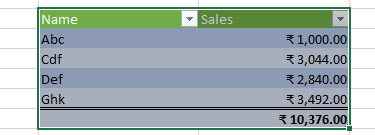 Name Sales
Abc ₹ 1,000.00
Cdf ₹ 3,044.00
Def ₹ 2,840.00
Ghk ₹ 3,492.00
₹ 10,376.00